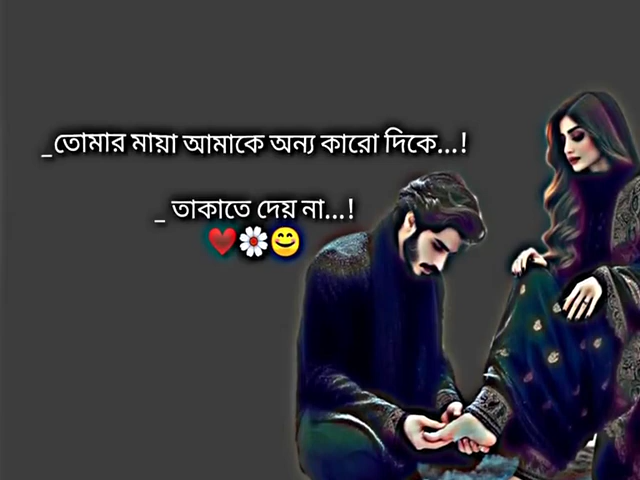 _তোমার মায়া আমাকে অন্য কারো দিকে...!
_ তাকাতে দেয় না...!
❤️🌼😊